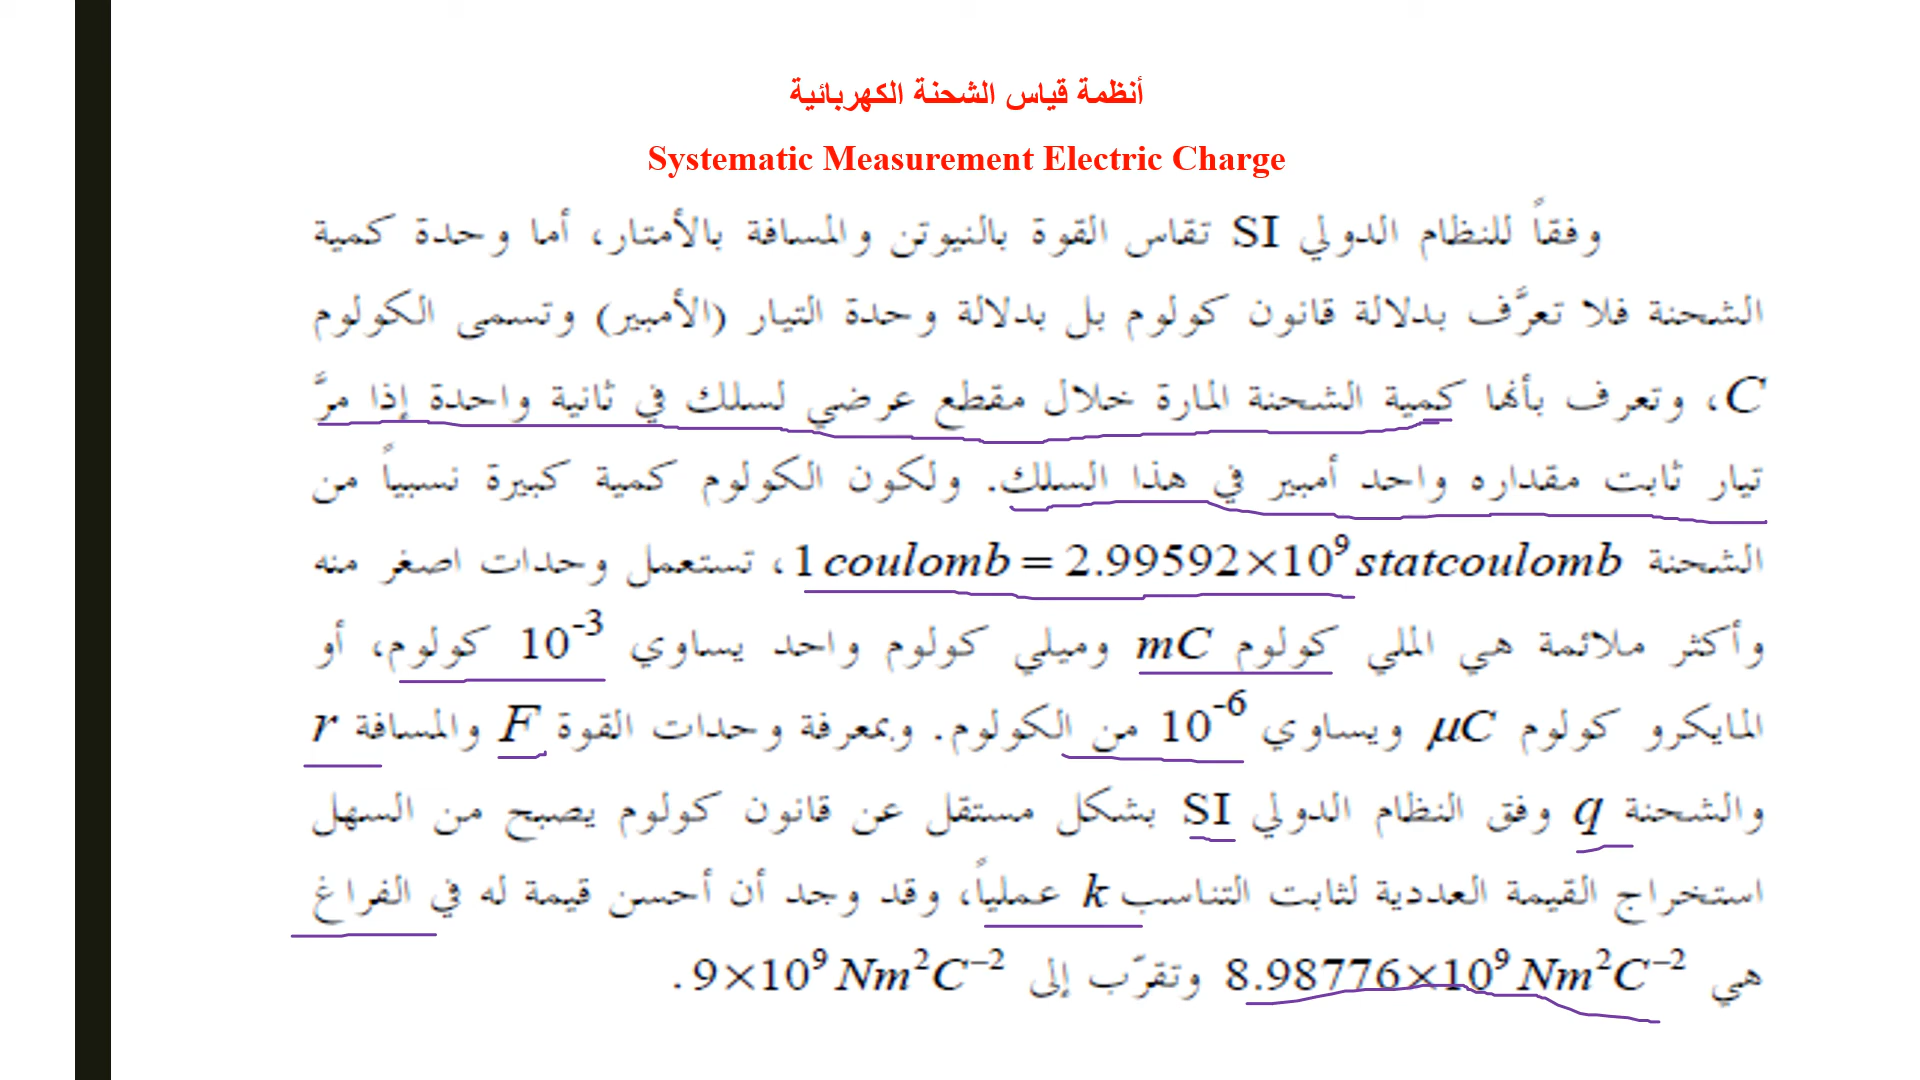 أنظمة قياس الشحنة الكهربائية
Systematic Measurement Electric Charge
وفقاً للنظام الدولي SI تقاس القوة بالنيوتن والمسافة بالأمتار، أما وحدة كمية
الشحنة فلا تعرَّف بدلالة قانون كولوم بل بدلالة وحدة التيار (الأمبير) وتسمى الكولوم
C، وتعرف بأنها كمية الشحنة المارة خلال مقطع عرضي لسلك في ثانية واحدة إذا مرَّ
تيار ثابت مقداره واحد أمبير في هذا السلك. ولكون الكولوم كمية كبيرة نسبياً من
الشحنة 1 coulomb = 2.99592×10⁹ statcoulomb، تستعمل وحدات اصغر منه
وأكثر ملائمة هي الملي كولوم mC وميلي كولوم واحد يساوي 10⁻³ كولوم، أو
المايكرو كولوم μC ويساوي 10⁻⁶ من الكولوم. وبمعرفة وحدات القوة F والمسافة r
والشحنة q وفق النظام الدولي SI بشكل مستقل عن قانون كولوم يصبح من السهل
استخراج القيمة العددية لثابت التناسب k عملياً، وقد وجد أن أحسن قيمة له في الفراغ
هي 8.98776×10⁹ Nm²C⁻² وتقرّب إلى 9×10⁹ Nm²C⁻².